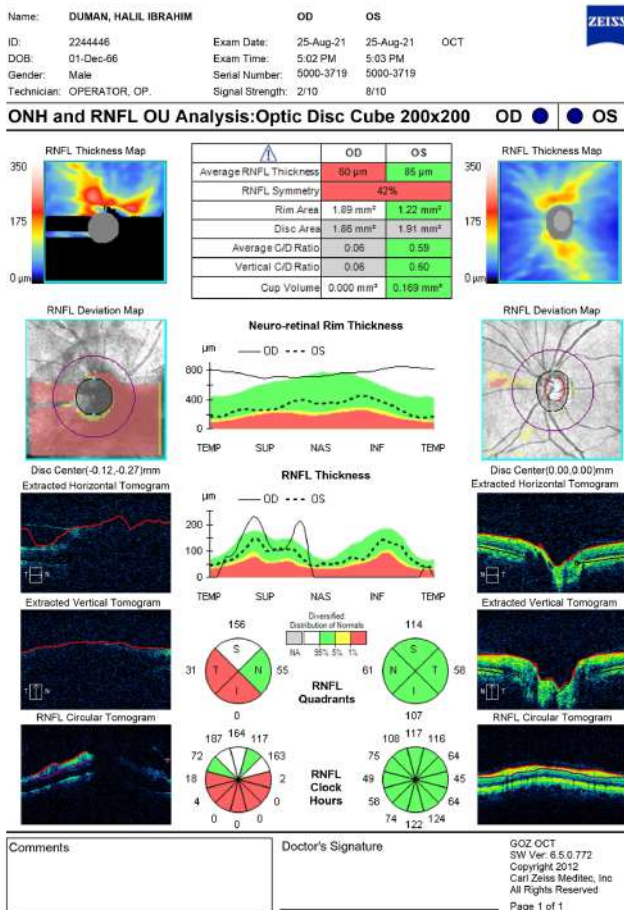 Name: DUMAN, HALIL IBRAHIM OD OS
ZEISS
ID: 2244446 Exam Date: 25-Aug-21 25-Aug-21 OCT
DOB: 01-Dec-66 Exam Time: 5:02 PM 5:03 PM
Gender: Male Serial Number: 5000-3719 5000-3719
Technician: OPERATOR, OP. Signal Strength: 2/10 8/10
ONH and RNFL OU Analysis:Optic Disc Cube 200x200 OD OS
RNFL Thickness Map
350
175
0 µm
OD OS
Average RNFL Thickness 60 µm 85 µm
RNFL Symmetry 42%
Rim Area 1.89 mm² 1.22 mm²
Disc Area 1.86 mm² 1.91 mm²
Average C/D Ratio 0.06 0.59
Vertical C/D Ratio 0.06 0.60
Cup Volume 0.000 mm³ 0.169 mm³
RNFL Thickness Map
350
175
0 µm
RNFL Deviation Map
Disc Center(-0.12,-0.27)mm
Neuro-retinal Rim Thickness
µm OD OS
800
400
0
TEMP SUP NAS INF TEMP
RNFL Deviation Map
Disc Center(0.00,0.00)mm
Extracted Horizontal Tomogram
T N
RNFL Thickness
µm OD OS
200
100
0
TEMP SUP NAS INF TEMP
Extracted Horizontal Tomogram
N T
Extracted Vertical Tomogram
Diversified
Distribution of Normals
NA 95% 5% 1%
156
S
31 T N 55
I
0
RNFL
Quadrants
114
S
61 N T 58
I
107
Extracted Vertical Tomogram
RNFL Circular Tomogram
187 164 117
72 163
18 2
4 0
0 0 0
RNFL
Clock
Hours
108 117 116
75 64
49 45
58 64
74 122 124
RNFL Circular Tomogram
Comments
Doctor's Signature
GOZ OCT
SW Ver: 6.5.0.772
Copyright 2012
Carl Zeiss Meditec, Inc
All Rights Reserved
Page 1 of 1